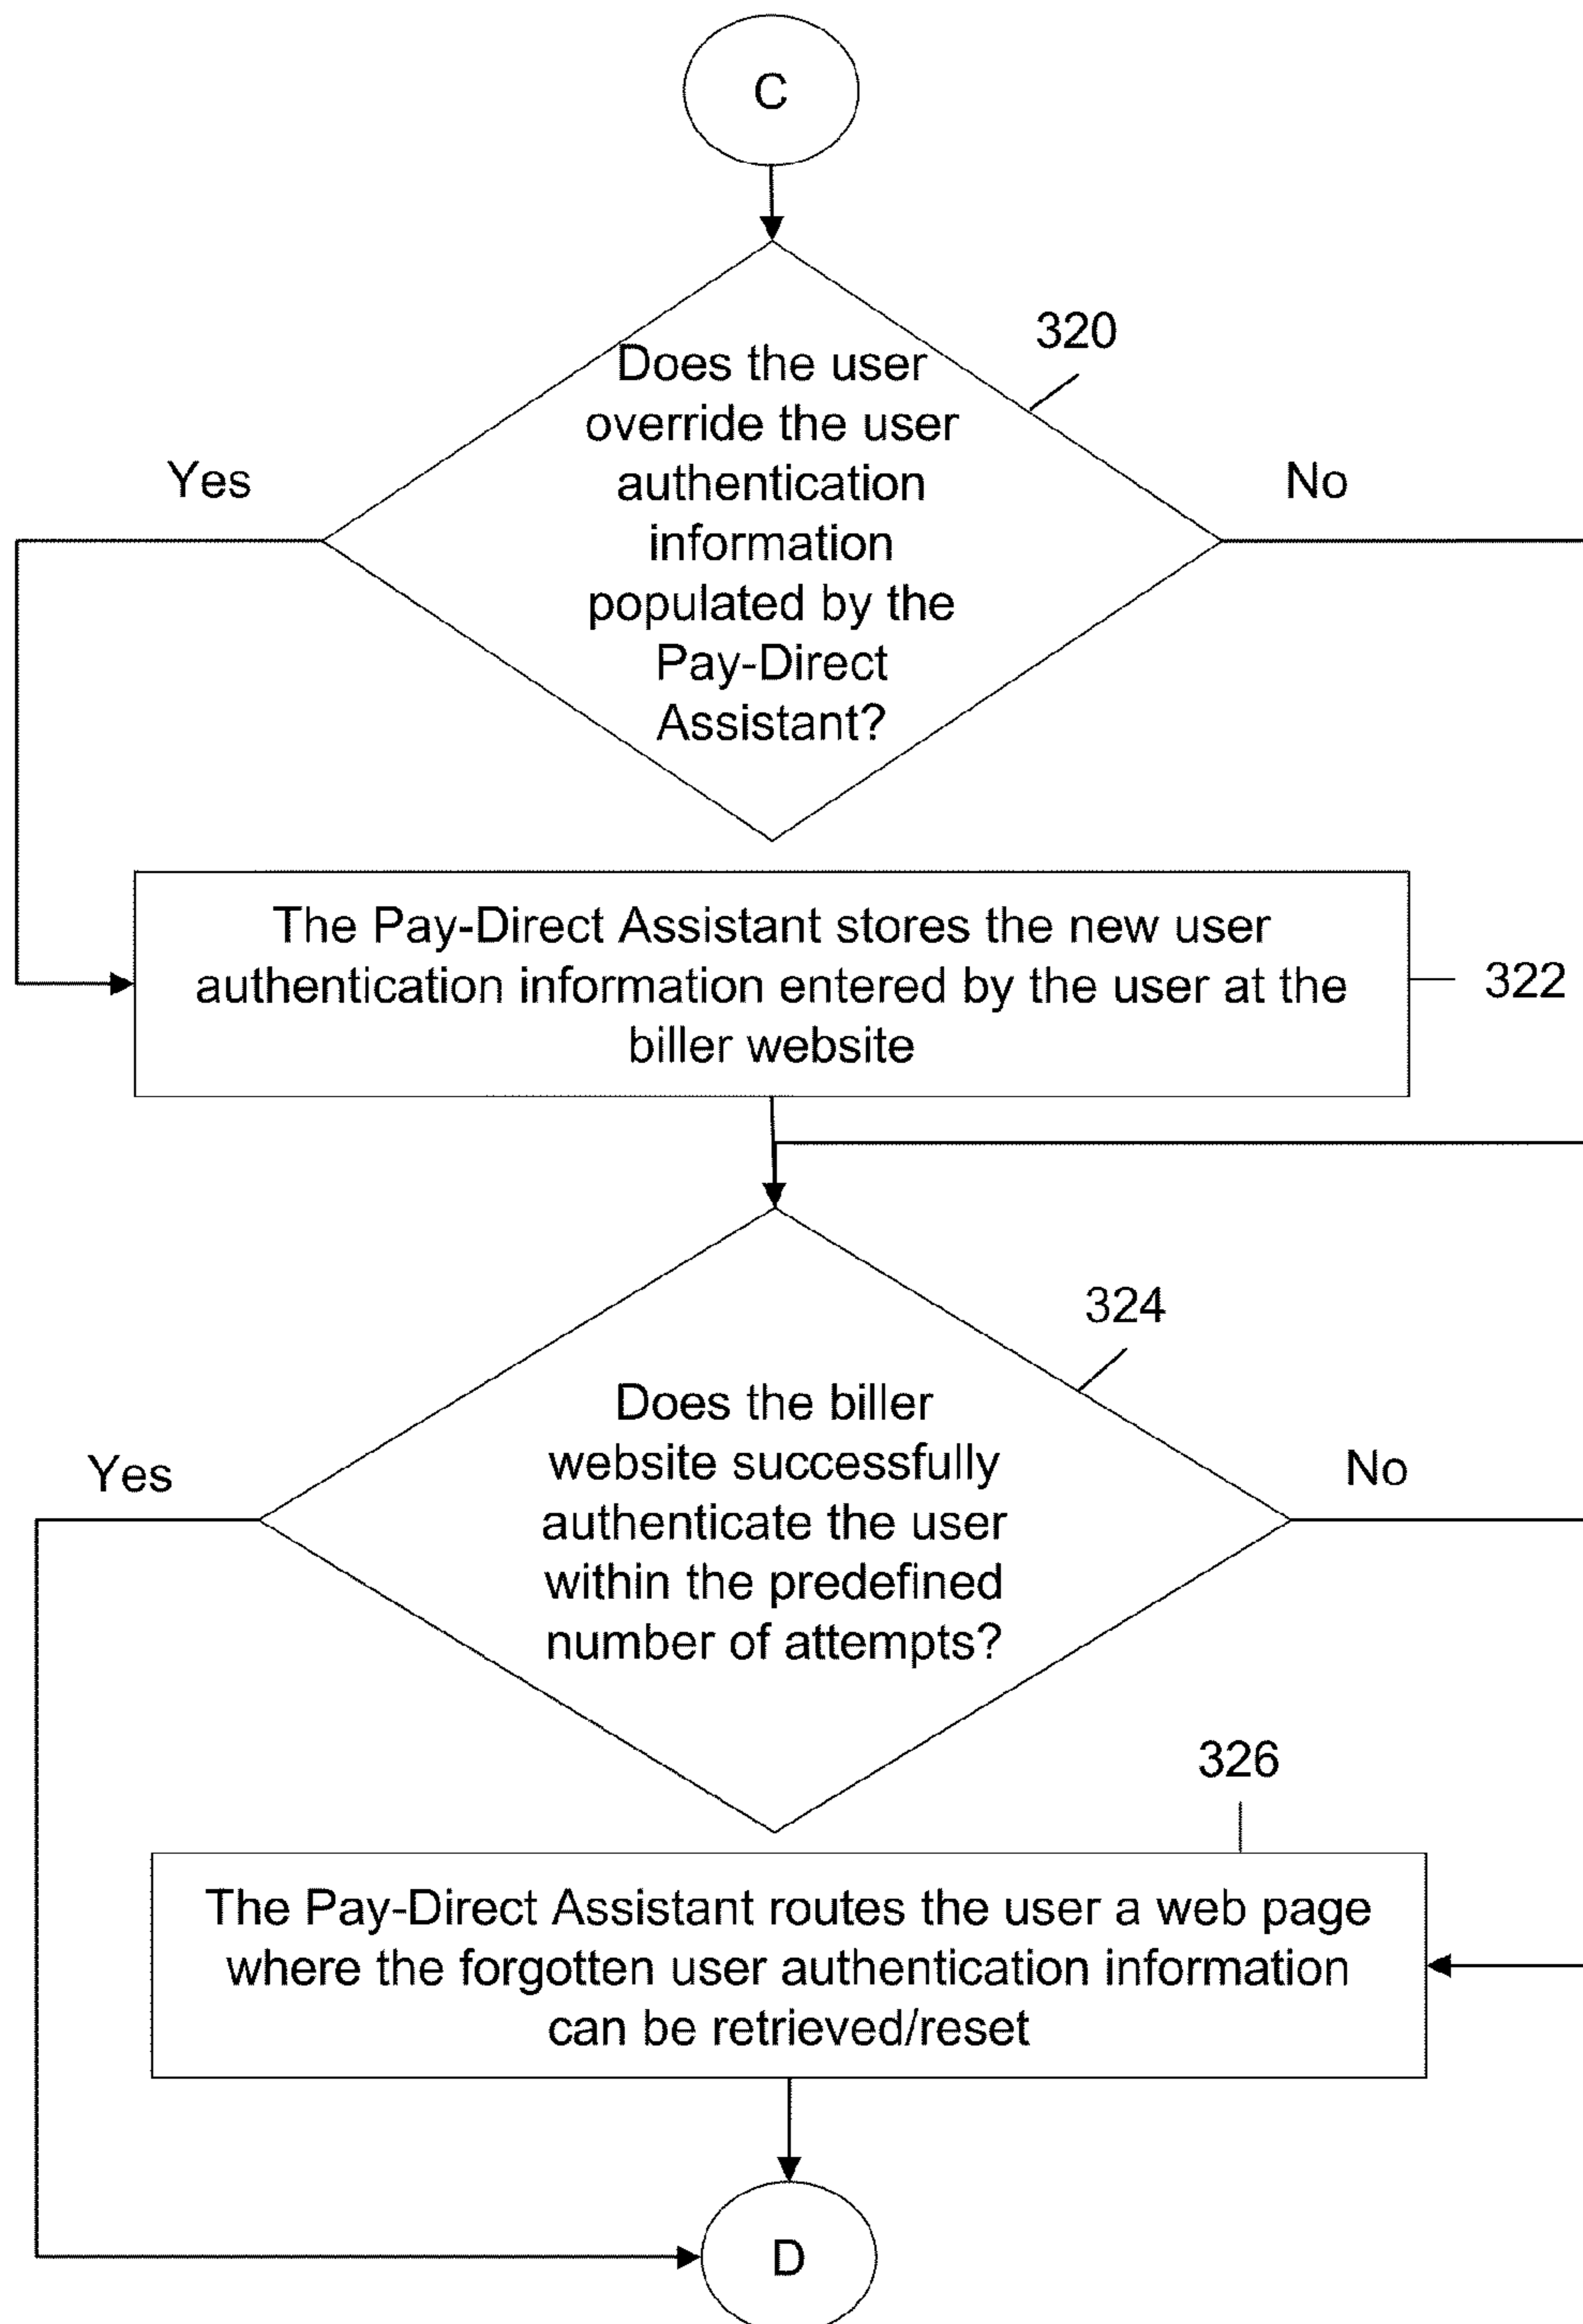 C
320
Does the user
override the user
authentication
information
populated by the
Pay-Direct
Assistant?
Yes
No
The Pay-Direct Assistant stores the new user
authentication information entered by the user at the
biller website
322
324
Does the biller
website successfully
authenticate the user
within the predefined
number of attempts?
Yes
No
326
The Pay-Direct Assistant routes the user a web page
where the forgotten user authentication information
can be retrieved/reset
D